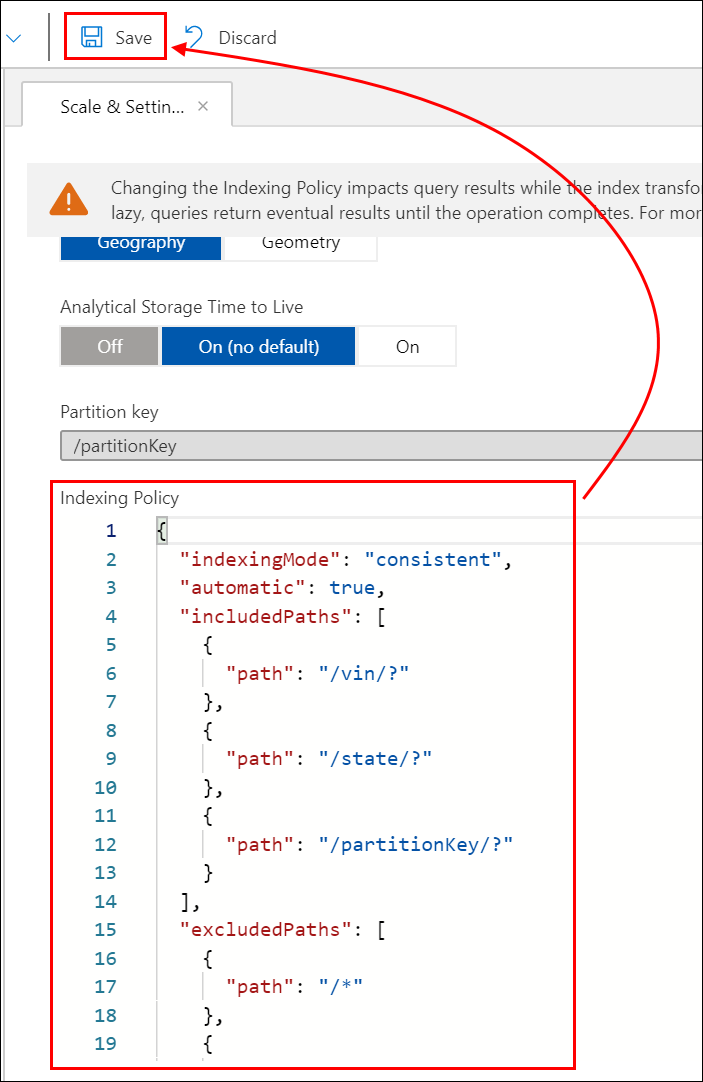 Save Discard
Scale & Settin... ×
Changing the Indexing Policy impacts query results while the index transfo
lazy, queries return eventual results until the operation completes. For mor
Geography Geometry
Analytical Storage Time to Live
Off On (no default) On
Partition key
/partitionKey
Indexing Policy
1 {
2 "indexingMode": "consistent",
3 "automatic": true,
4 "includedPaths": [
5 {
6 "path": "/vin/?"
7 },
8 {
9 "path": "/state/?"
10 },
11 {
12 "path": "/partitionKey/?"
13 }
14 ],
15 "excludedPaths": [
16 {
17 "path": "/*"
18 },
19 {